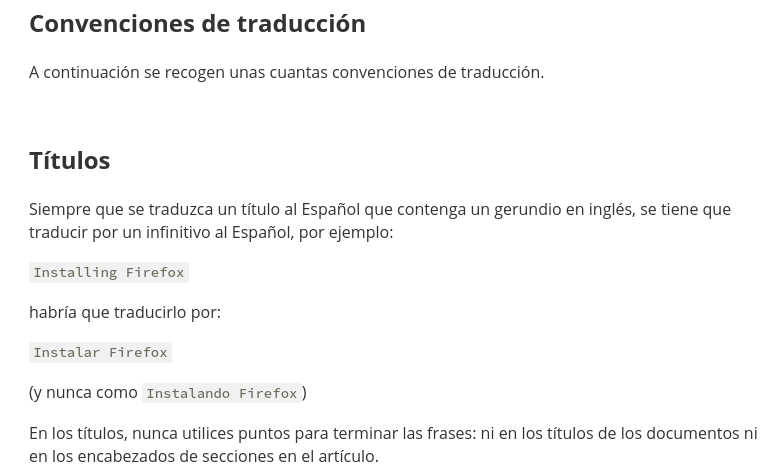 Convenciones de traducción
A continuación se recogen unas cuantas convenciones de traducción.
Títulos
Siempre que se traduzca un título al Español que contenga un gerundio en inglés, se tiene que
traducir por un infinitivo al Español, por ejemplo:
Installing Firefox
habría que traducirlo por:
Instalar Firefox
(y nunca como Instalando Firefox)
En los títulos, nunca utilices puntos para terminar las frases: ni en los títulos de los documentos ni
en los encabezados de secciones en el artículo.